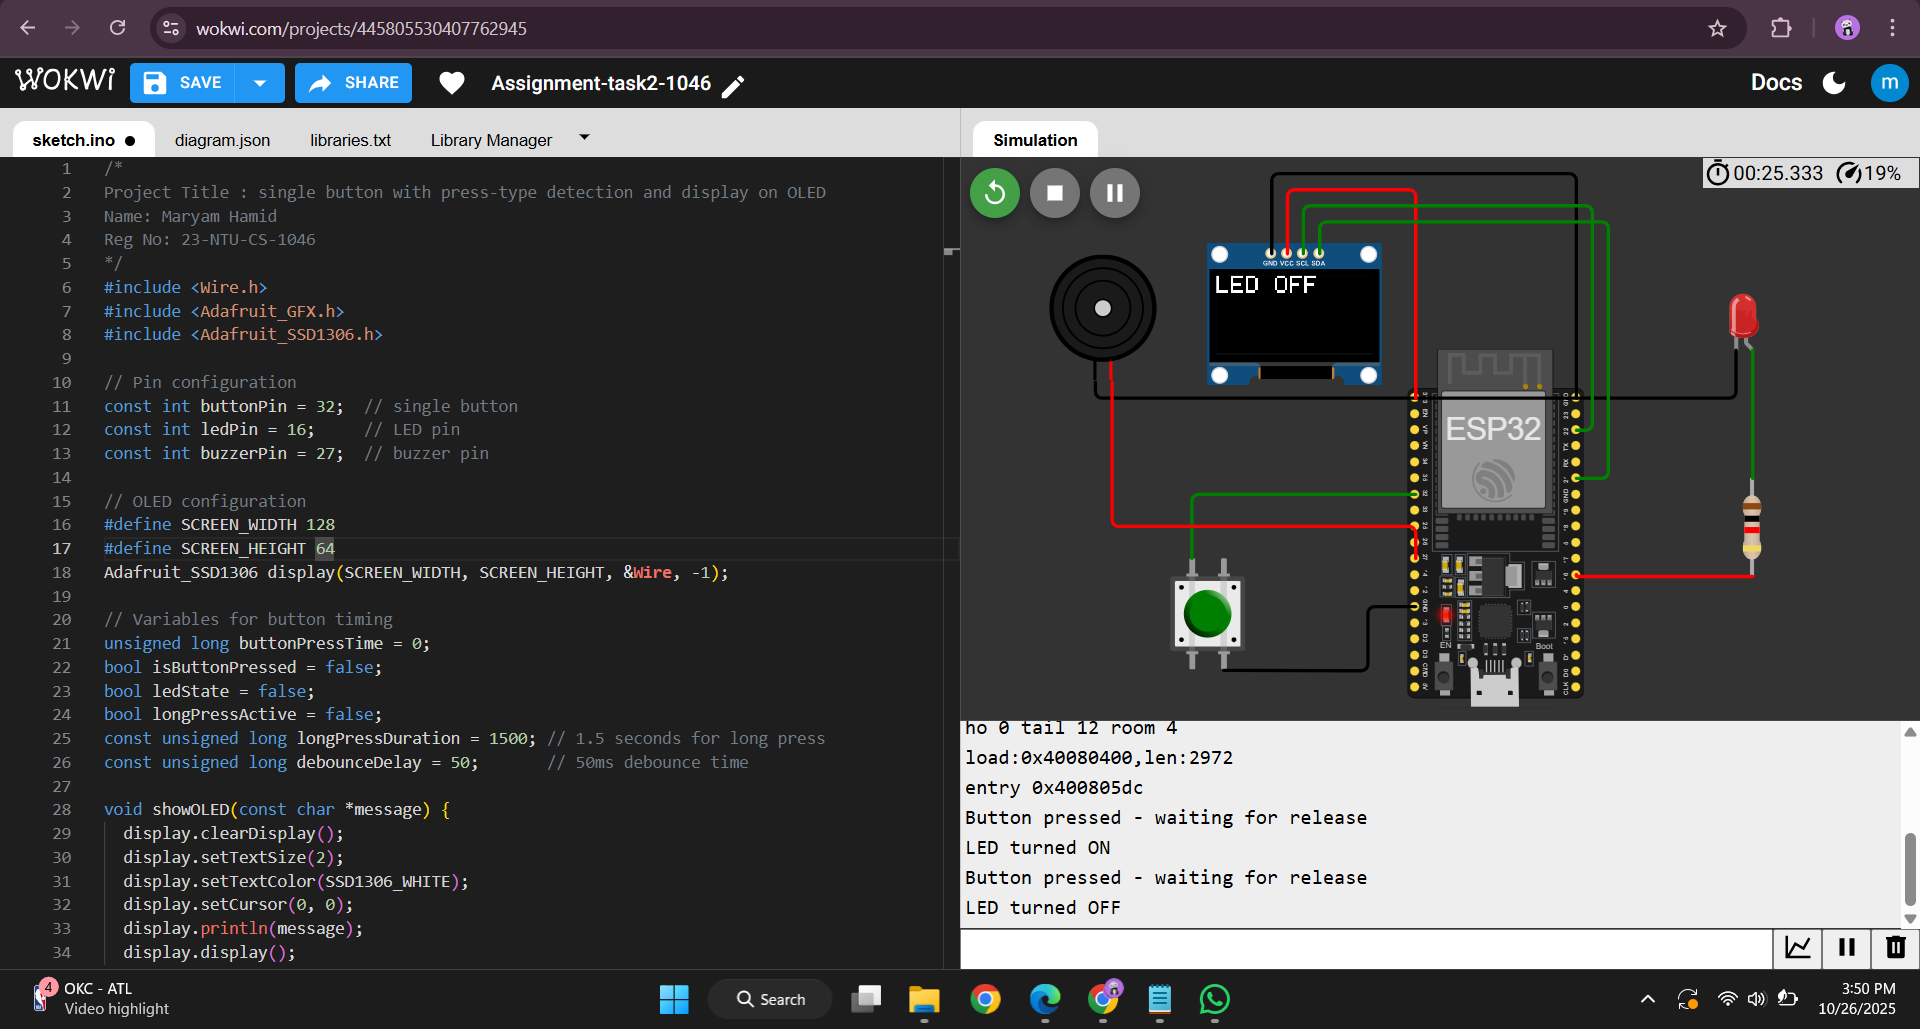 wokwi.com/projects/445805530407762945
WOKWi
SAVE
SHARE
Assignment-task2-1046
Docs
m
sketch.ino
diagram.json
libraries.txt
Library Manager
1 /*
2 Project Title : single button with press-type detection and display on OLED
3 Name: Maryam Hamid
4 Reg No: 23-NTU-CS-1046
5 */
6 #include <Wire.h>
7 #include <Adafruit_GFX.h>
8 #include <Adafruit_SSD1306.h>
9
10 // Pin configuration
11 const int buttonPin = 32;  // single button
12 const int ledPin = 16;     // LED pin
13 const int buzzerPin = 27;  // buzzer pin
14
15 // OLED configuration
16 #define SCREEN_WIDTH 128
17 #define SCREEN_HEIGHT 64
18 Adafruit_SSD1306 display(SCREEN_WIDTH, SCREEN_HEIGHT, &Wire, -1);
19
20 // Variables for button timing
21 unsigned long buttonPressTime = 0;
22 bool isButtonPressed = false;
23 bool ledState = false;
24 bool longPressActive = false;
25 const unsigned long longPressDuration = 1500; // 1.5 seconds for long press
26 const unsigned long debounceDelay = 50;       // 50ms debounce time
27
28 void showOLED(const char *message) {
29   display.clearDisplay();
30   display.setTextSize(2);
31   display.setTextColor(SSD1306_WHITE);
32   display.setCursor(0, 0);
33   display.println(message);
34   display.display();
Simulation
00:25.333
19%
GND VCC SCL SDA
LED OFF
ESP32
EN
Boot
ho 0 tail 12 room 4
load:0x40080400,len:2972
entry 0x400805dc
Button pressed - waiting for release
LED turned ON
Button pressed - waiting for release
LED turned OFF
4
OKC - ATL
Video highlight
Search
3:50 PM
10/26/2025